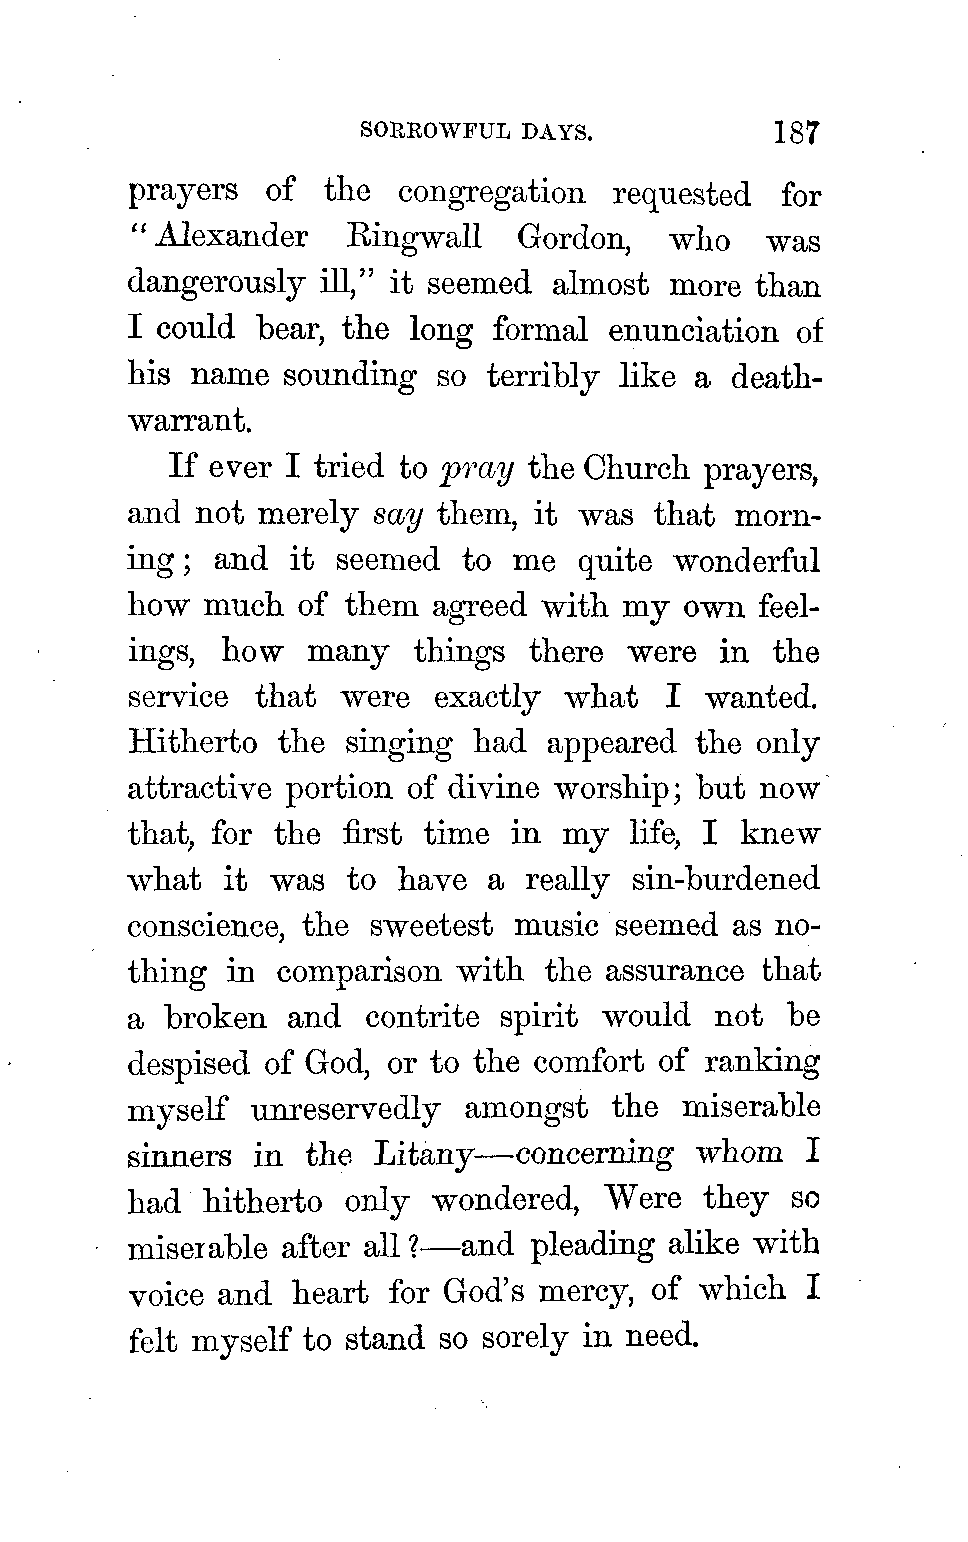 SORROWFUL DAYS. 187
prayers of the congregation requested for
“Alexander Ringwall Gordon, who was
dangerously ill,” it seemed almost more than
I could bear, the long formal enunciation of
his name sounding so terribly like a death-
warrant.
If ever I tried to pray the Church prayers,
and not merely say them, it was that morn-
ing; and it seemed to me quite wonderful
how much of them agreed with my own feel-
ings, how many things there were in the
service that were exactly what I wanted.
Hitherto the singing had appeared the only
attractive portion of divine worship; but now
that, for the first time in my life, I knew
what it was to have a really sin-burdened
conscience, the sweetest music seemed as no-
thing in comparison with the assurance that
a broken and contrite spirit would not be
despised of God, or to the comfort of ranking
myself unreservedly amongst the miserable
sinners in the Litany—concerning whom I
had hitherto only wondered, Were they so
miserable after all?—and pleading alike with
voice and heart for God's mercy, of which I
felt myself to stand so sorely in need.